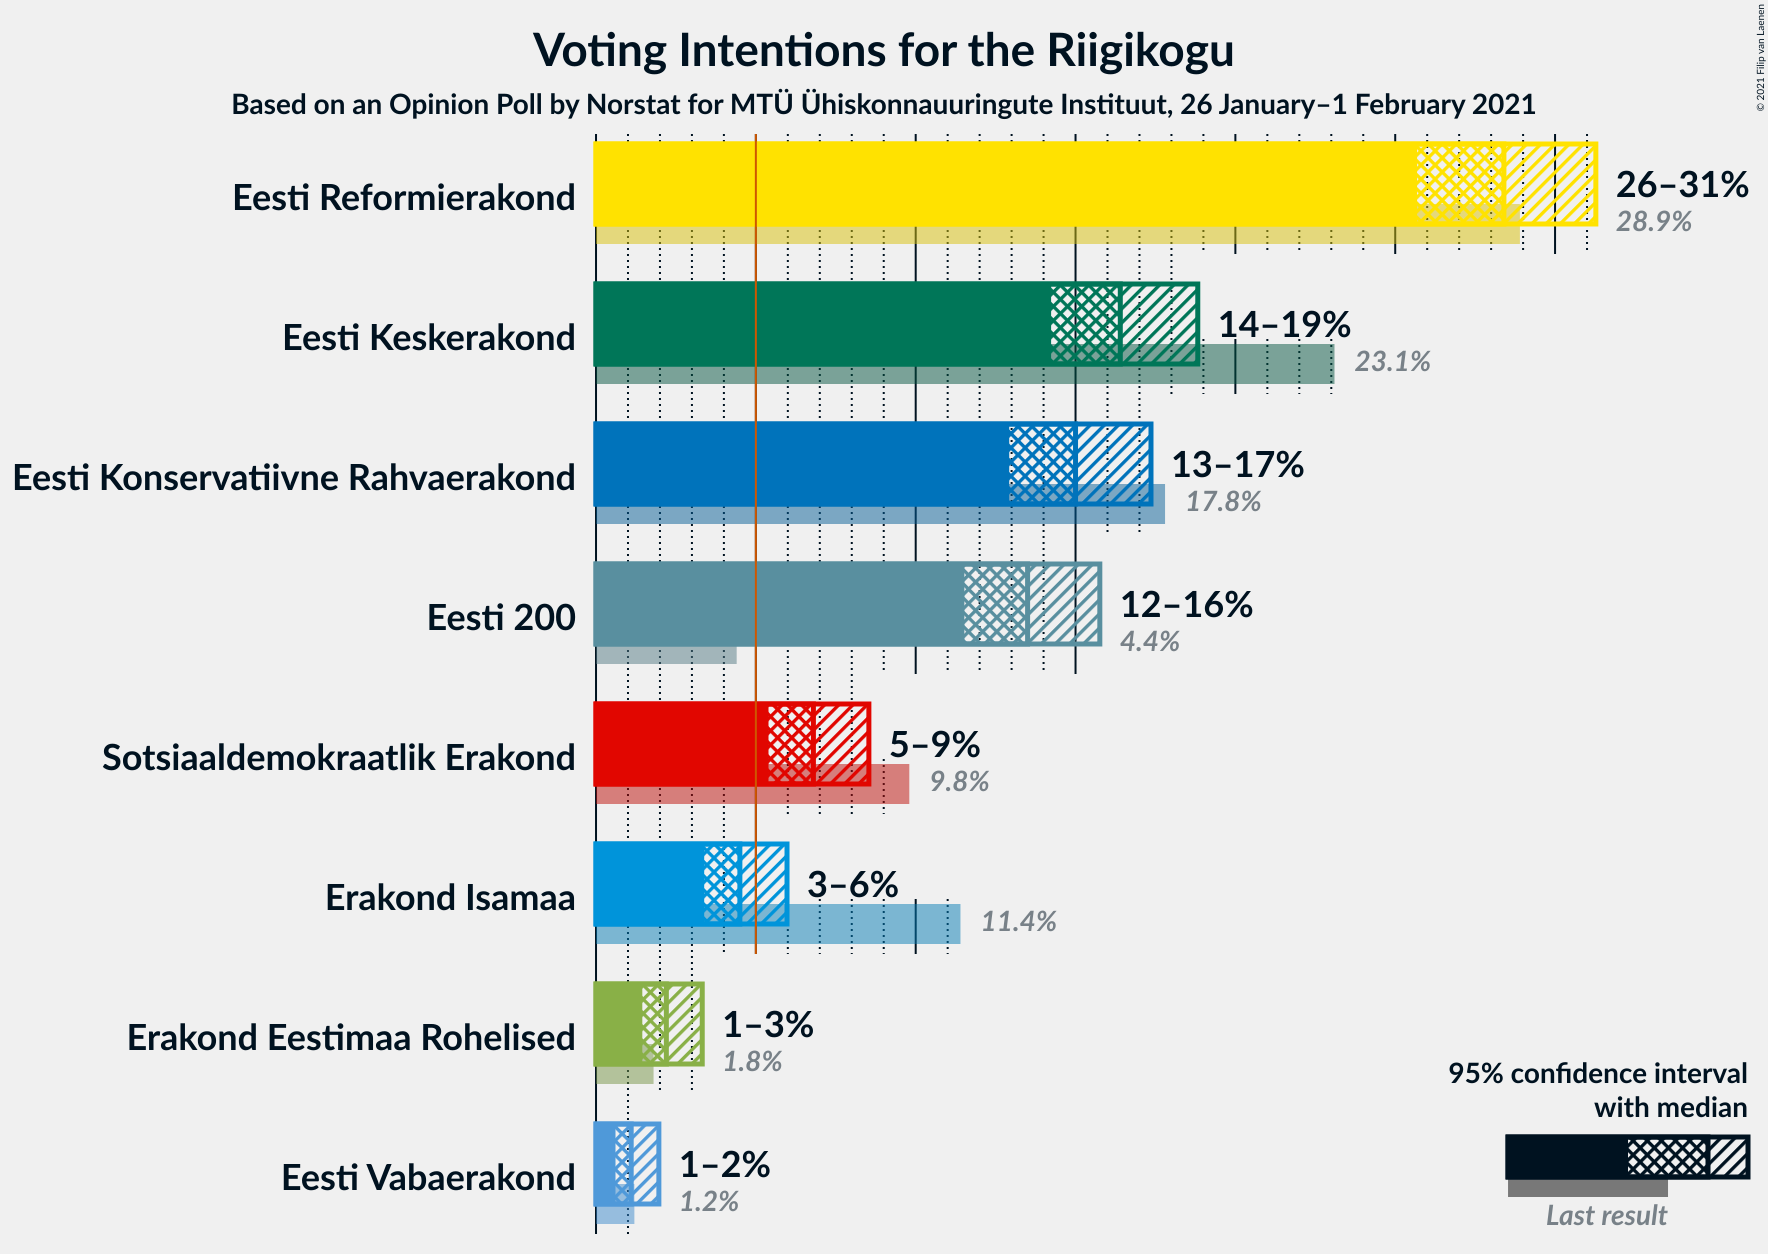 Voting Intentions for the Riigikogu
Based on an Opinion Poll by Norstat for MTÜ Ühiskonnauuringute Instituut, 26 January–1 February 2021
© 2021 Filip van Laenen
Eesti Reformierakond
26–31%
28.9%
Eesti Keskerakond
14–19%
23.1%
Eesti Konservatiivne Rahvaerakond
13–17%
17.8%
Eesti 200
12–16%
4.4%
Sotsiaaldemokraatlik Erakond
5–9%
9.8%
Erakond Isamaa
3–6%
11.4%
Erakond Eestimaa Rohelised
1–3%
1.8%
Eesti Vabaerakond
1–2%
1.2%
95% confidence interval
with median
Last result